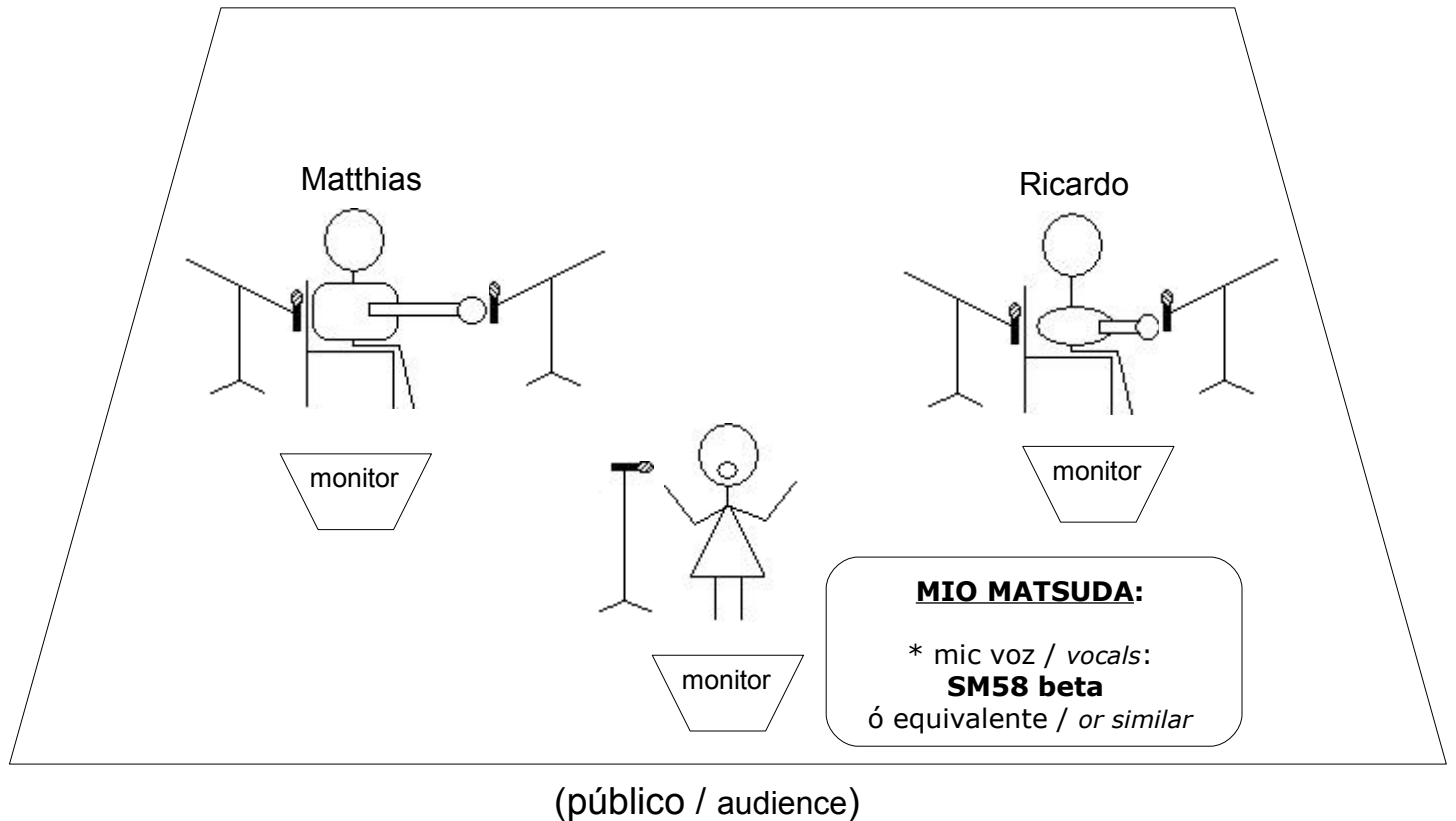 Matthias
Ricardo
monitor
monitor
monitor
MIO MATSUDA:
* mic voz / vocals:
SM58 beta
ó equivalente / or similar
(público / audience)